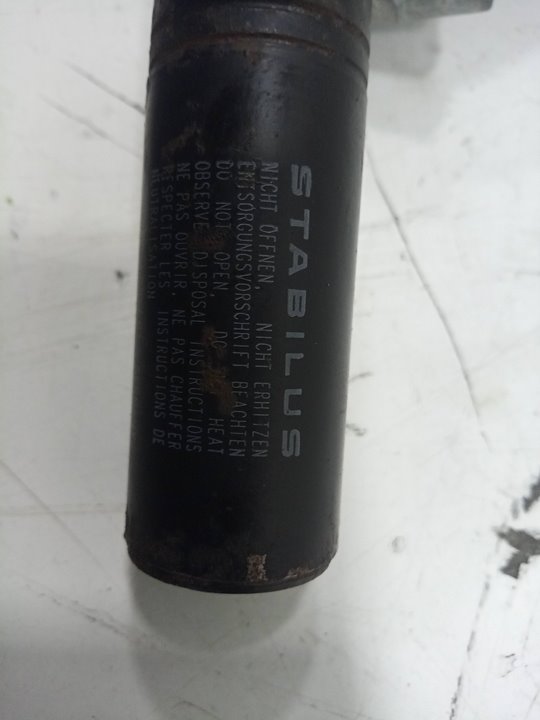 STABILUS
NICHT ÖFFNEN, NICHT ERHITZEN
ENTSORGUNGSVORSCHRIFT BEACHTEN
DO NOT OPEN, DO HEAT
OBSERVE DISPOSAL INSTRUCTIONS
NE PAS OUVRIR, NE PAS CHAUFFER
RESPECTER LES INSTRUCTIONS DE
NEUTRALISATION